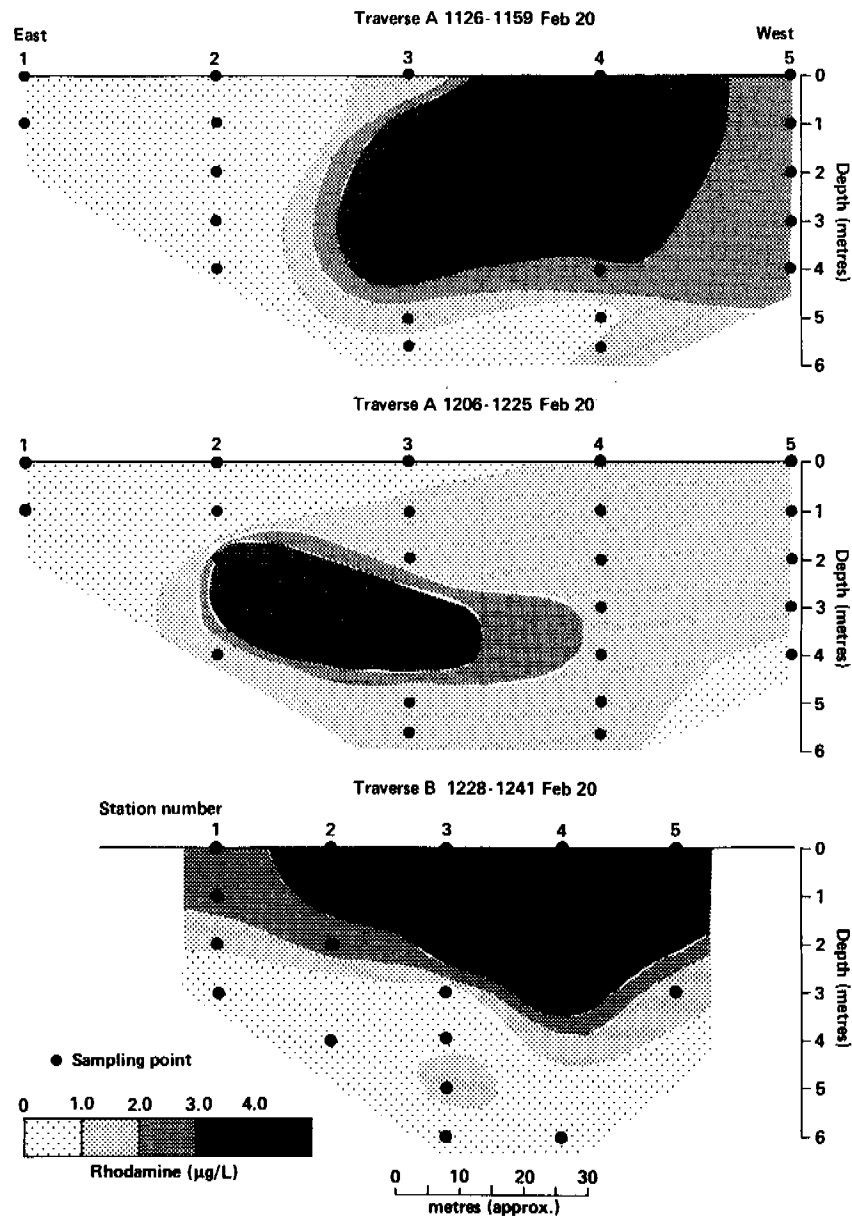 Traverse A 1126-1159 Feb 20
East West
1 2 3 4 5
0
1
2
3
4
5
6
Depth (metres)
Traverse A 1206-1225 Feb 20
1 2 3 4 5
0
1
2
3
4
5
6
Depth (metres)
Traverse B 1228-1241 Feb 20
Station number
1 2 3 4 5
0
1
2
3
4
5
6
Depth (metres)
Sampling point
0 1.0 2.0 3.0 4.0
Rhodamine (μg/L)
0 10 20 30
metres (approx.)